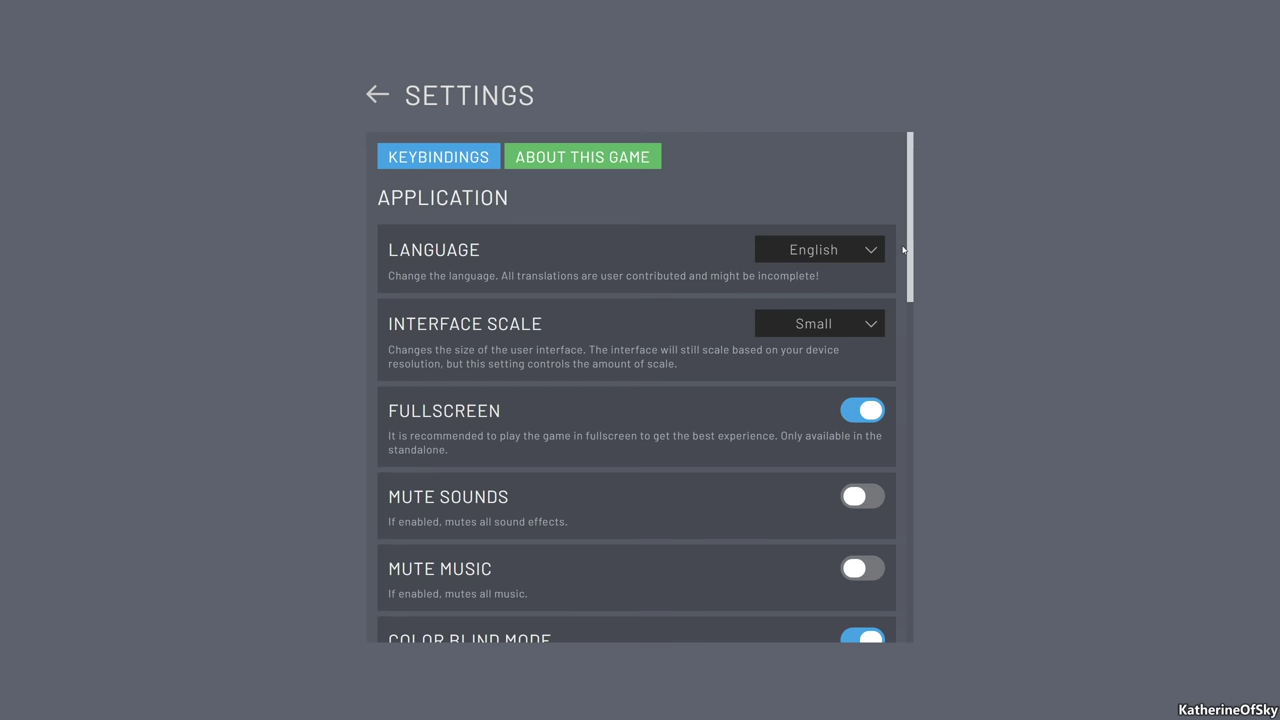 SETTINGS
KEYBINDINGS ABOUT THIS GAME
APPLICATION
LANGUAGE English
Change the language. All translations are user contributed and might be incomplete!
INTERFACE SCALE Small
Changes the size of the user interface. The interface will still scale based on your device
resolution, but this setting controls the amount of scale.
FULLSCREEN
It is recommended to play the game in fullscreen to get the best experience. Only available in the
standalone.
MUTE SOUNDS
If enabled, mutes all sound effects.
MUTE MUSIC
If enabled, mutes all music.
COLOR BLIND MODE
KatherineOfSky